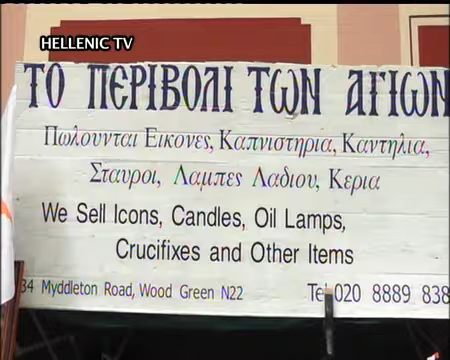 HELLENIC TV
ΤΟ ΠΕΡΙΒΟΛΙ ΤΩΝ ΑΓΙΩΝ
Πωλουνται Εικονες, Καπνιστηρια, Καντηλια,
Σταυροι, Λαμπες Λαδιου, Κερια
We Sell Icons, Candles, Oil Lamps,
Crucifixes and Other Items
34 Myddleton Road, Wood Green N22 Tel 020 8889 838